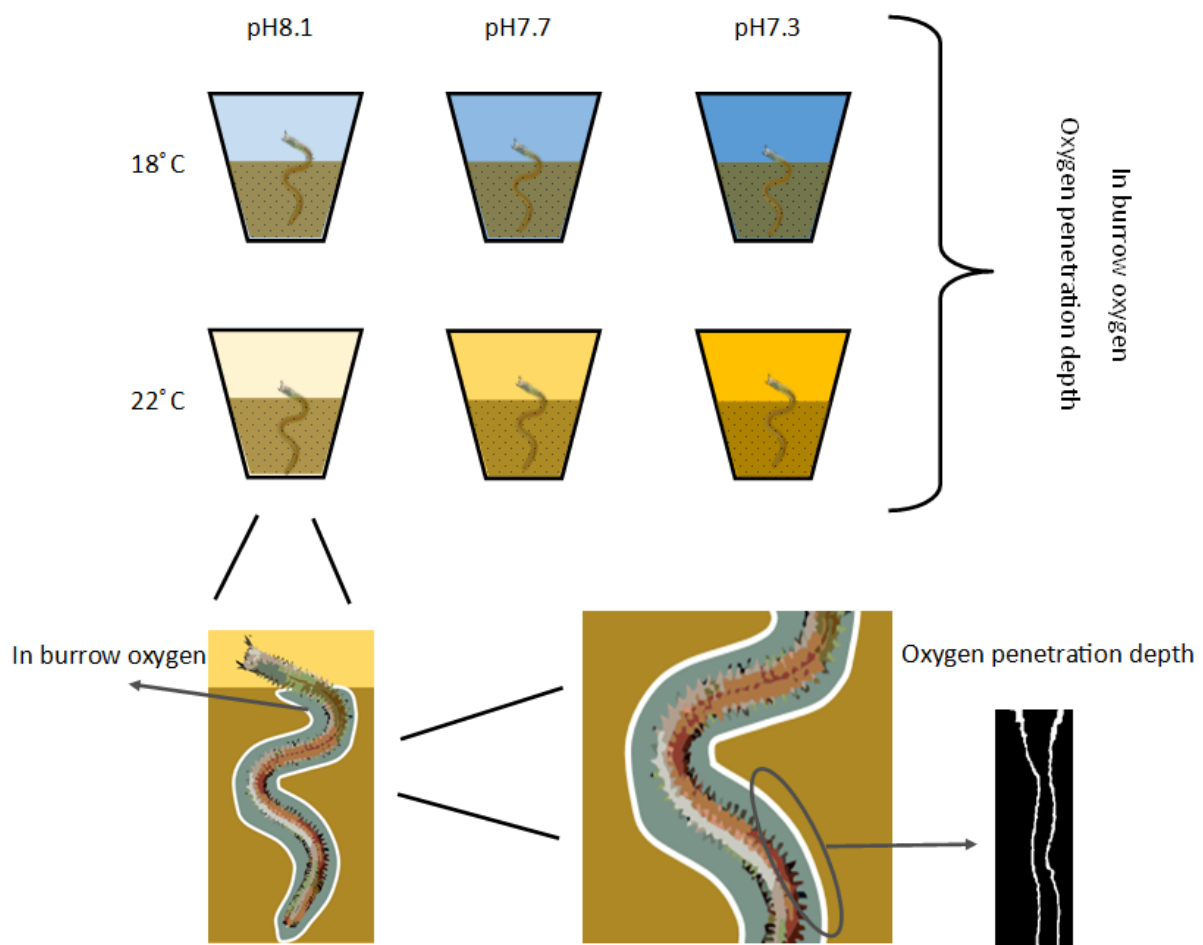 pH8.1
pH7.7
pH7.3
18°C
22°C
In burrow oxygen
Oxygen penetration depth
In burrow oxygen
Oxygen penetration depth